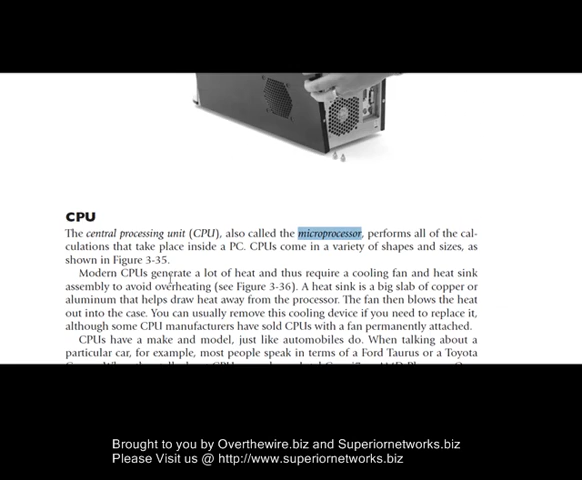 CPU
The central processing unit (CPU), also called the microprocessor, performs all of the cal-
culations that take place inside a PC. CPUs come in a variety of shapes and sizes, as
shown in Figure 3-35.
Modern CPUs generate a lot of heat and thus require a cooling fan and heat sink
assembly to avoid overheating (see Figure 3-36). A heat sink is a big slab of copper or
aluminum that helps draw heat away from the processor. The fan then blows the heat
out into the case. You can usually remove this cooling device if you need to replace it,
although some CPU manufacturers have sold CPUs with a fan permanently attached.
CPUs have a make and model, just like automobiles do. When talking about a
particular car, for example, most people speak in terms of a Ford Taurus or a Toyota
Brought to you by Overthewire.biz and Superiornetworks.biz
Please Visit us @ http://www.superiornetworks.biz